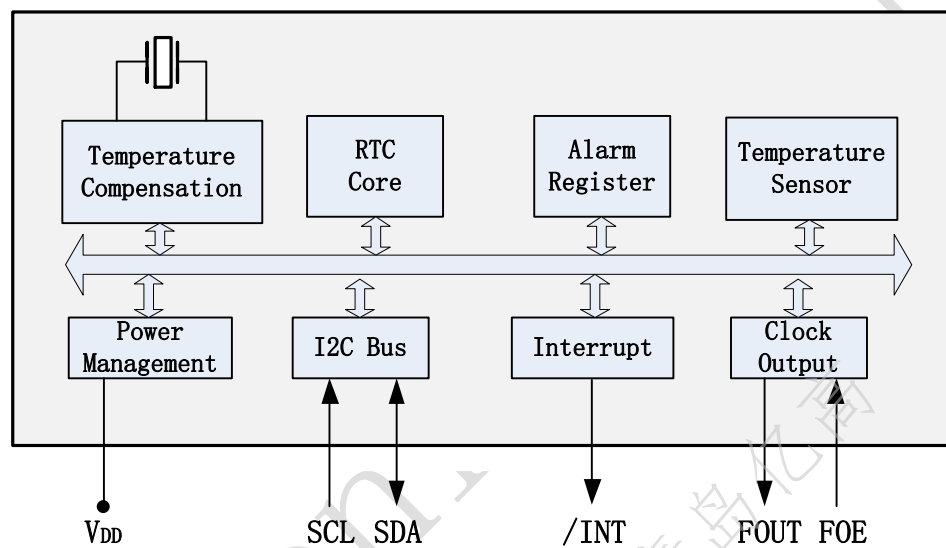 Temperature
Compensation
RTC
Core
Alarm
Register
Temperature
Sensor
Power
Management
I2C Bus
Interrupt
Clock
Output
VDD
SCL SDA
/INT
FOUT FOE